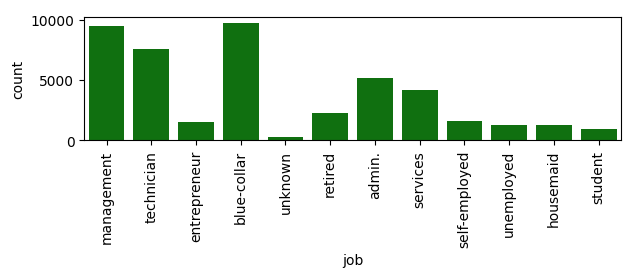 10000
5000
0
count
management
technician
entrepreneur
blue-collar
unknown
retired
admin.
services
self-employed
unemployed
housemaid
student
job